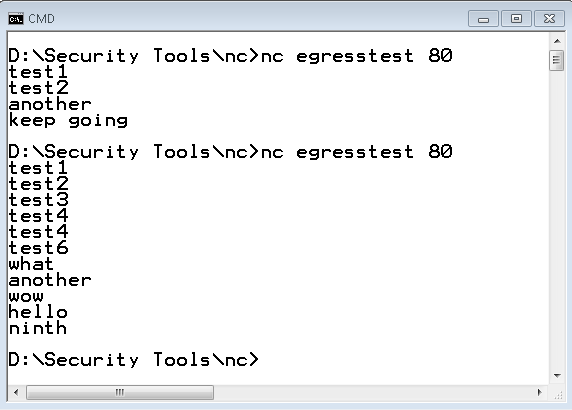 CMD
D:\Security Tools\nc>nc egresstest 80
test1
test2
another
keep going
D:\Security Tools\nc>nc egresstest 80
test1
test2
test3
test4
test4
test6
what
another
wow
hello
ninth
D:\Security Tools\nc>